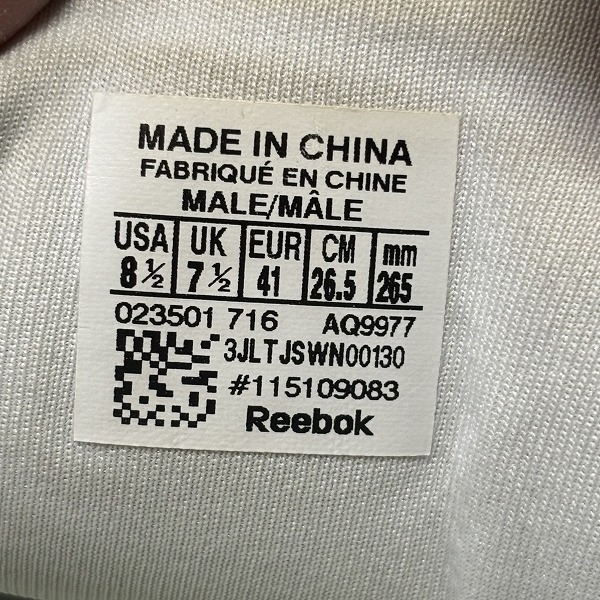 MADE IN CHINA
FABRIQUÉ EN CHINE
MALE/MÂLE
USA UK EUR CM mm
8 ½ 7 ½ 41 26.5 265
023501 716 AQ9977
3JLTJSWN00130
#115109083
Reebok